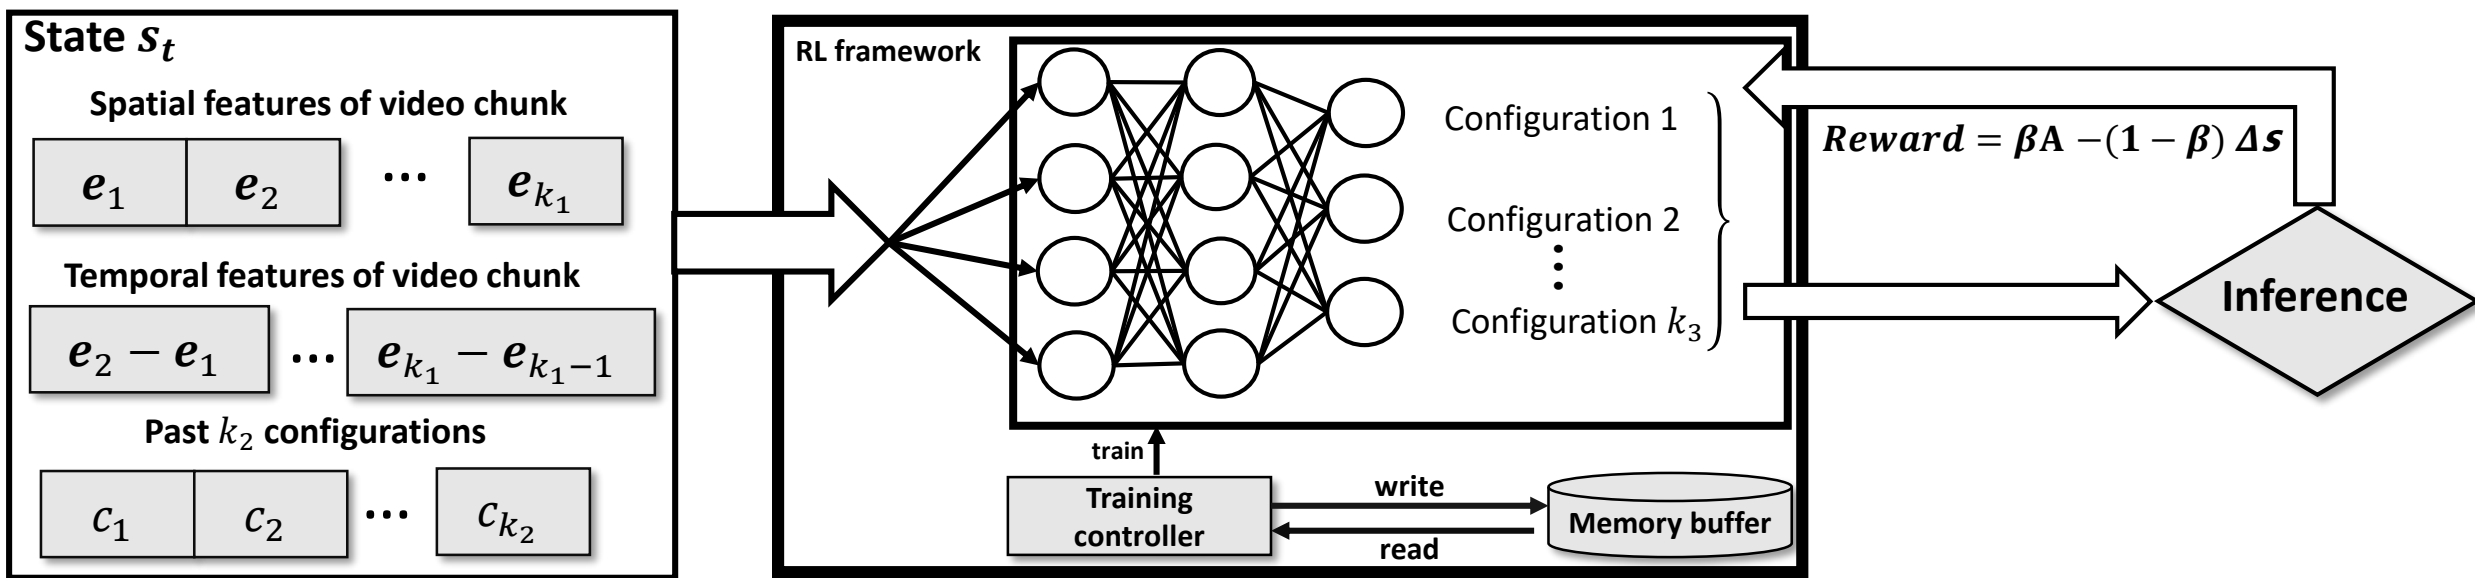 State s_t
Spatial features of video chunk
e_1 e_2 ... e_{k_1}
Temporal features of video chunk
e_2 − e_1 ... e_{k_1} − e_{k_1−1}
Past k_2 configurations
c_1 c_2 ... c_{k_2}
RL framework
Configuration 1
Configuration 2
⋮
Configuration k_3
train
Training
controller
write
read
Memory buffer
Reward = βA −(1 − β) Δs
Inference